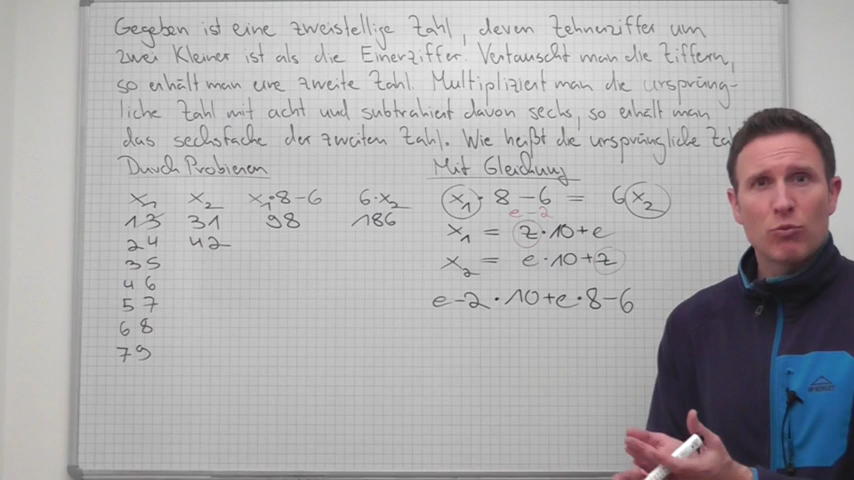 Gegeben ist eine zweistellige Zahl, deren Zehnerziffer um
zwei Kleiner ist als die Einerziffer. Vertauscht man die Ziffern,
so erhält man eine zweite Zahl. Multipliziert man die ursprüng-
liche Zahl mit acht und subtrahiert davon sechs, so erhält man
das sechsfache der zweiten Zahl. Wie heißt die ursprüngliche Za
Durch Probieren
x₁ x₂ x₁·8-6 6·x₂
13 31 98 186
24 42
35
46
57
68
79
Mit Gleichung
x₁ · 8 - 6 = 6x₂
e-2
x₁ = z·10+e
x₂ = e·10+z
e-2·10+e·8-6